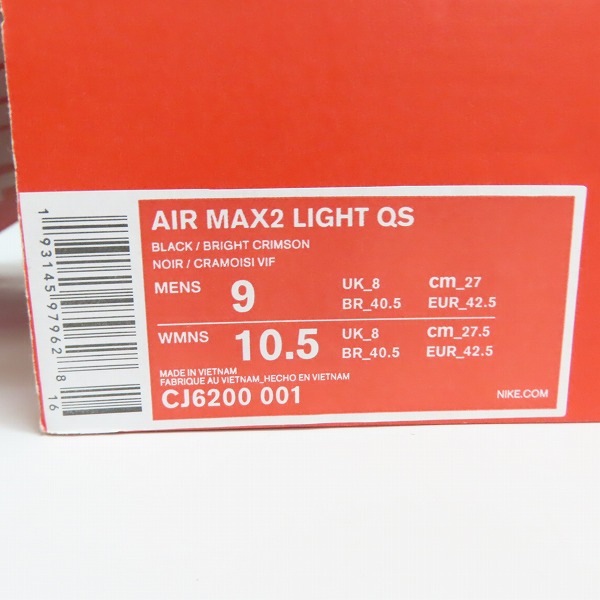 AIR MAX2 LIGHT QS
BLACK / BRIGHT CRIMSON
NOIR / CRAMOISI VIF
MENS 9 UK_8 cm_27
BR_40.5 EUR_42.5
WMNS 10.5 UK_8 cm_27.5
BR_40.5 EUR_42.5
MADE IN VIETNAM
FABRIQUE AU VIETNAM_HECHO EN VIETNAM
CJ6200 001
NIKE.COM
1 93145 97962 8 16